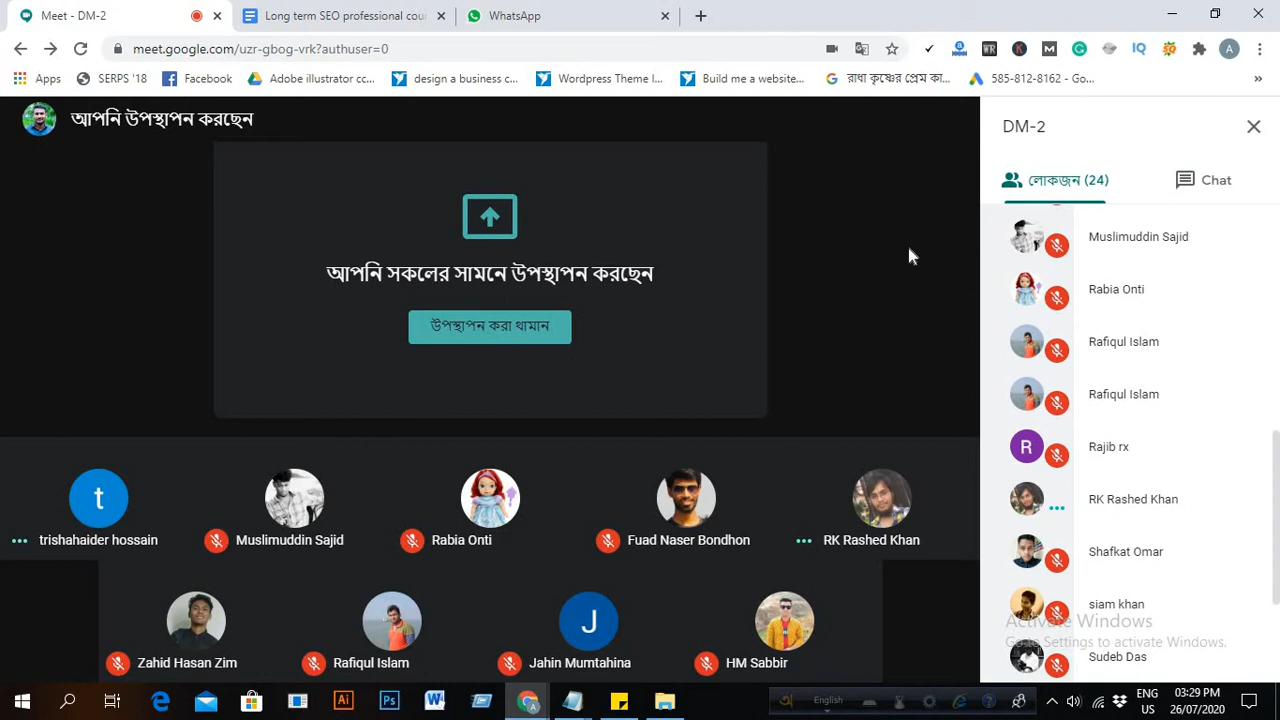 Meet - DM-2
Long term SEO professional cou
WhatsApp
meet.google.com/uzr-gbog-vrk?authuser=0
Apps
SERPS '18
Facebook
Adobe illustrator cc...
design a business c...
Wordpress Theme I...
Build me a website...
রাধা কৃষ্ণের প্রেম কা...
585-812-8162 - Go...
আপনি উপস্থাপন করছেন
আপনি সকলের সামনে উপস্থাপন করছেন
উপস্থাপন করা থামান
trishahaider hossain
Muslimuddin Sajid
Rabia Onti
Fuad Naser Bondhon
RK Rashed Khan
Zahid Hasan Zim
Rafiqul Islam
Jahin Mumtahina
HM Sabbir
DM-2
লোকজন (24)
Chat
Muslimuddin Sajid
Rabia Onti
Rafiqul Islam
Rafiqul Islam
Rajib rx
RK Rashed Khan
Shafkat Omar
siam khan
Activate Windows
Go to Settings to activate Windows.
Sudeb Das
English
ENG
US
03:29 PM
26/07/2020